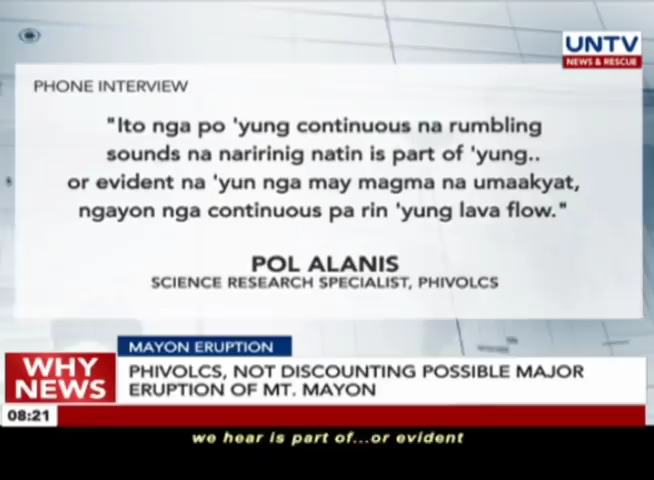 UNTV
NEWS & RESCUE
PHONE INTERVIEW
"Ito nga po 'yung continuous na rumbling
sounds na naririnig natin is part of 'yung..
or evident na 'yun nga may magma na umaakyat,
ngayon nga continuous pa rin 'yung lava flow."
POL ALANIS
SCIENCE RESEARCH SPECIALIST, PHIVOLCS
MAYON ERUPTION
WHY
NEWS
PHIVOLCS, NOT DISCOUNTING POSSIBLE MAJOR
ERUPTION OF MT. MAYON
08:21
we hear is part of...or evident